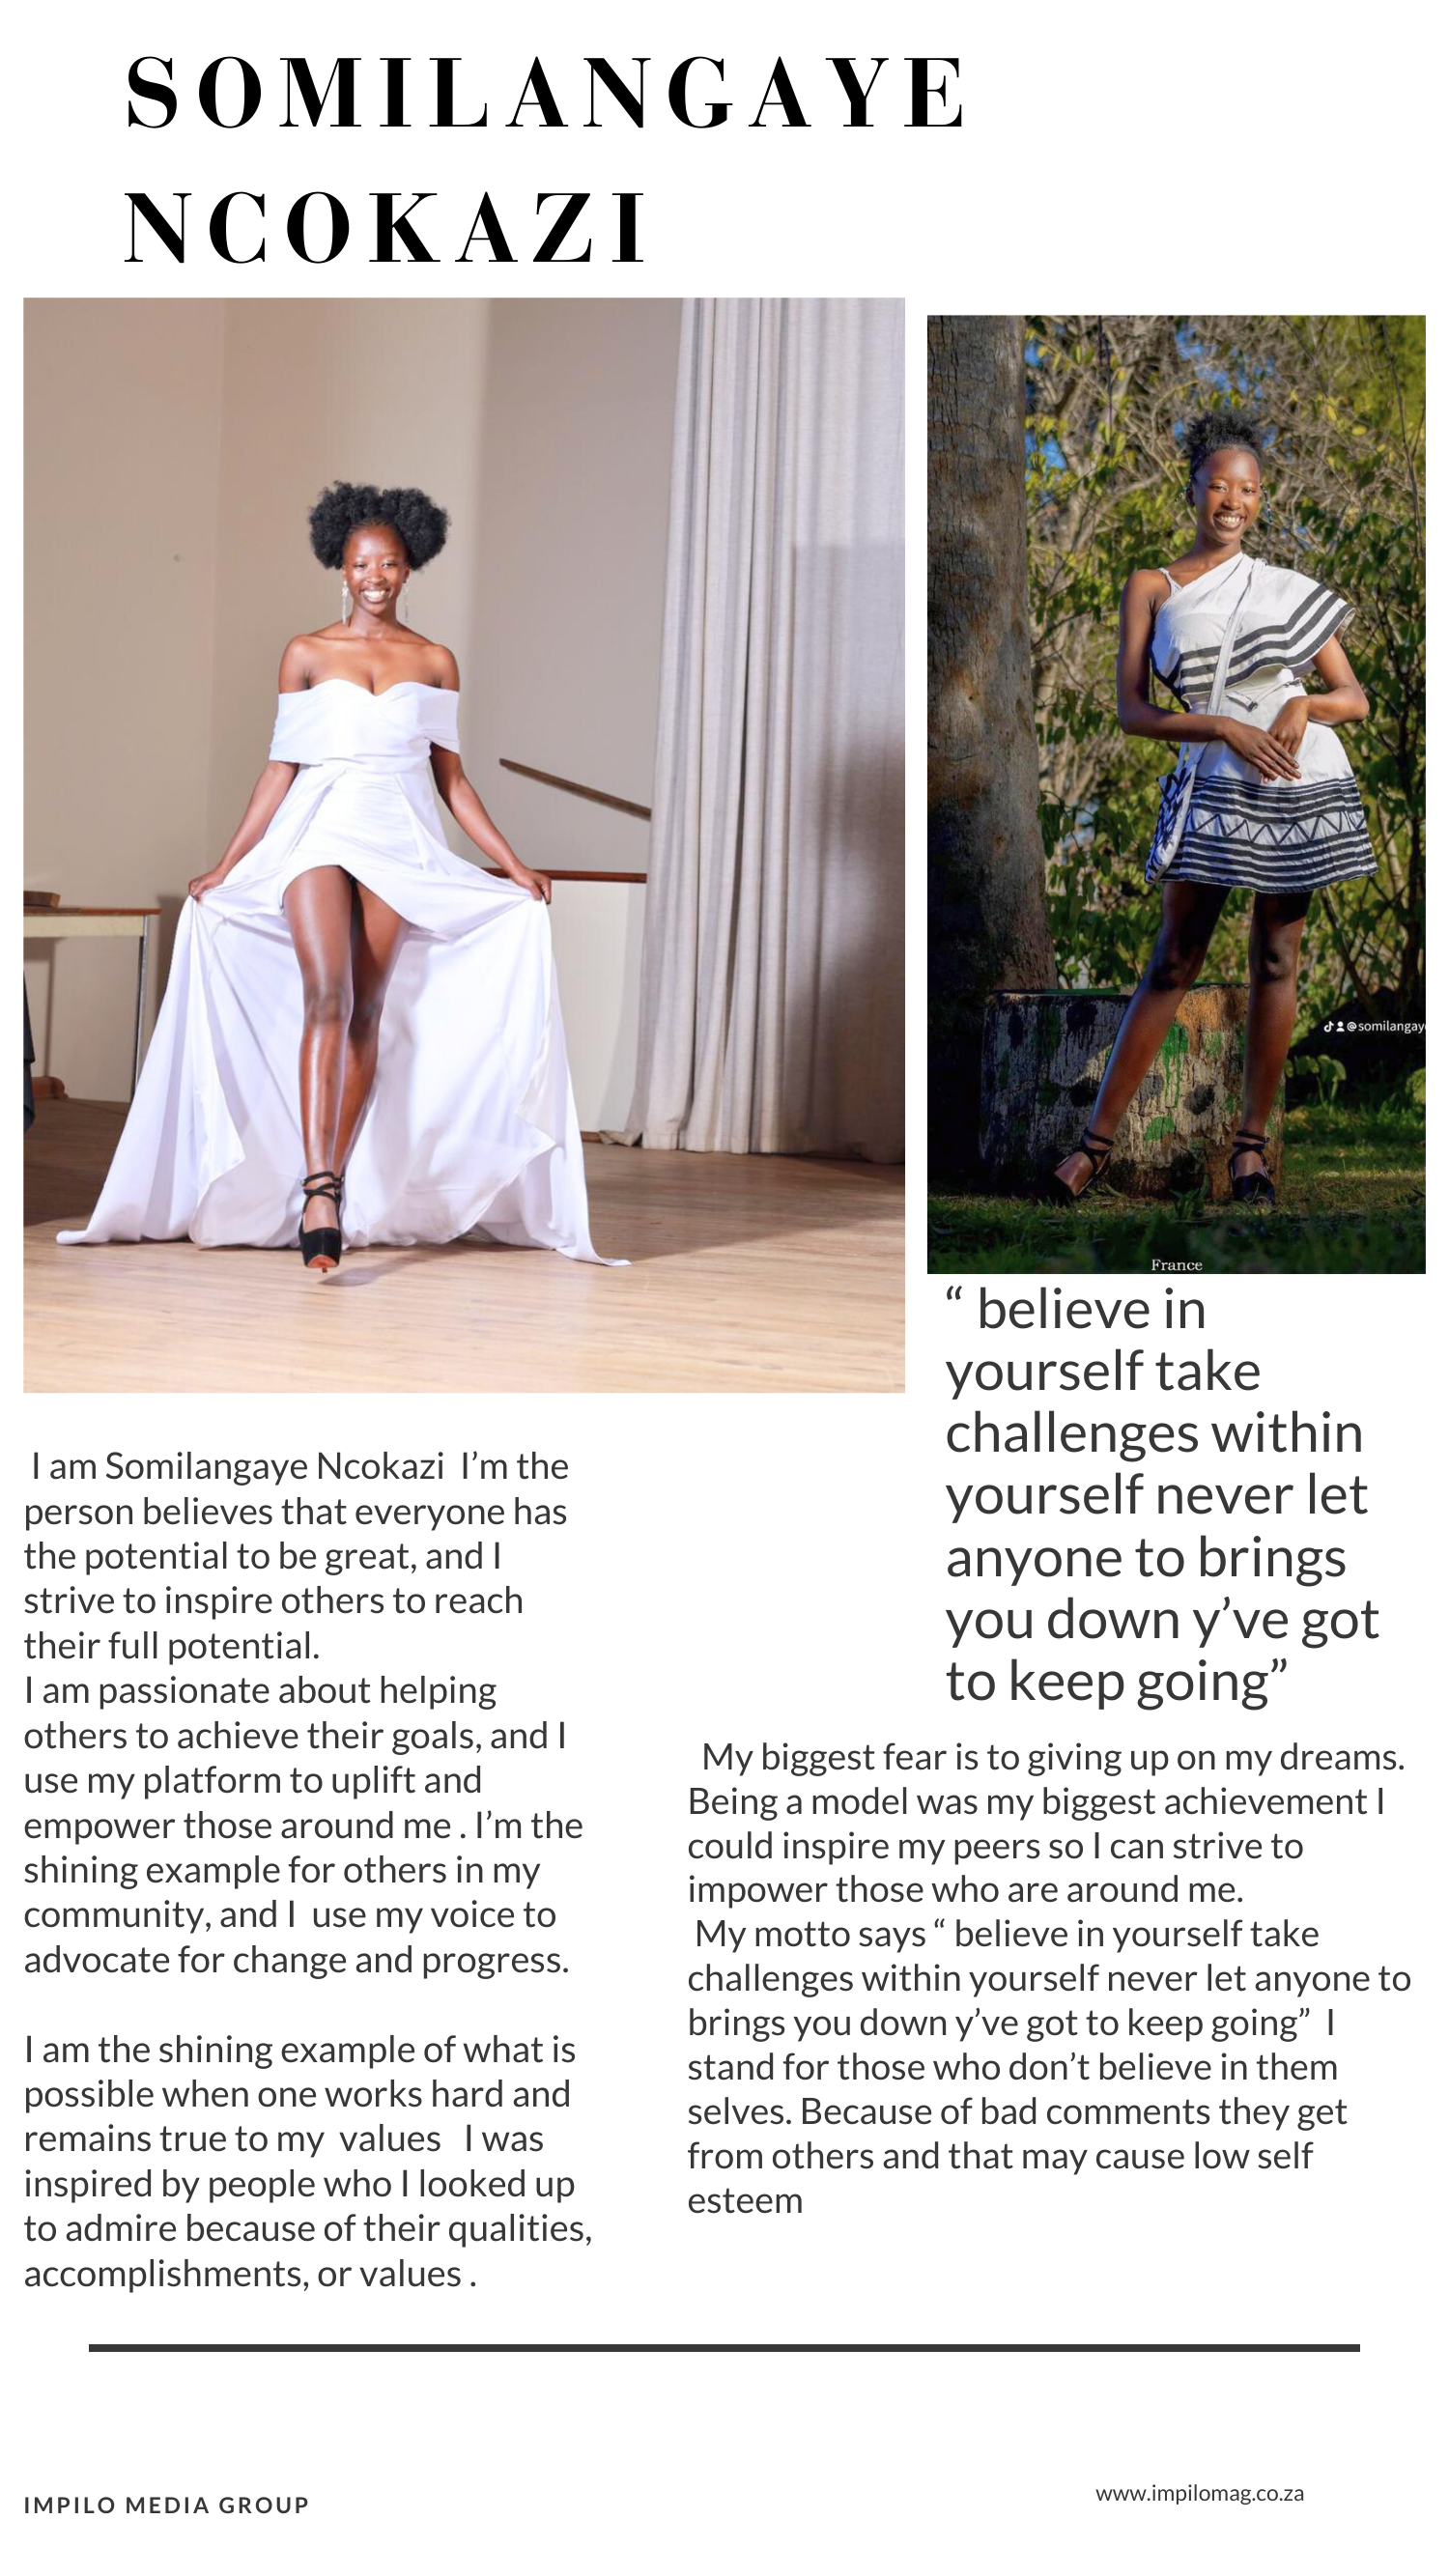 SOMILANGAYE
NCOKAZI
@somilangay
France
“ believe in
yourself take
challenges within
yourself never let
anyone to brings
you down y’ve got
to keep going”
I am Somilangaye Ncokazi  I’m the
person believes that everyone has
the potential to be great, and I
strive to inspire others to reach
their full potential.
I am passionate about helping
others to achieve their goals, and I
use my platform to uplift and
empower those around me . I’m the
shining example for others in my
community, and I  use my voice to
advocate for change and progress.
I am the shining example of what is
possible when one works hard and
remains true to my  values   I was
inspired by people who I looked up
to admire because of their qualities,
accomplishments, or values .
My biggest fear is to giving up on my dreams.
Being a model was my biggest achievement I
could inspire my peers so I can strive to
impower those who are around me.
My motto says “ believe in yourself take
challenges within yourself never let anyone to
brings you down y’ve got to keep going”  I
stand for those who don’t believe in them
selves. Because of bad comments they get
from others and that may cause low self
esteem
IMPILO MEDIA GROUP
www.impilomag.co.za